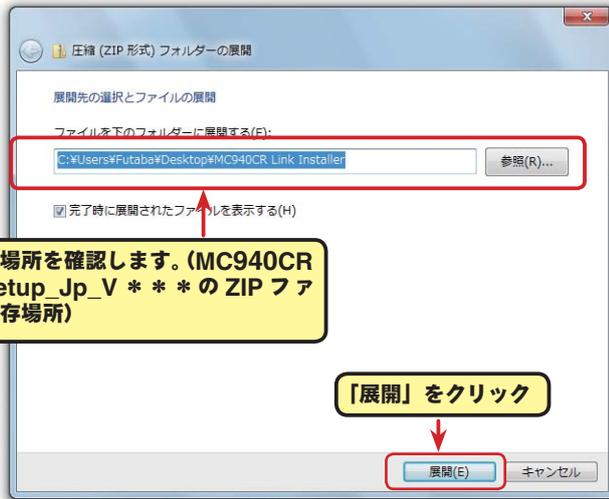 圧縮 (ZIP 形式) フォルダーの展開
展開先の選択とファイルの展開
ファイルを下のフォルダーに展開する(F):
C:¥Users¥Futaba¥Desktop¥MC940CR Link Installer
参照(R)...
完了時に展開されたファイルを表示する(H)
場所を確認します。(MC940CR
etup_Jp_V ＊＊＊の ZIP ファ
存場所)
「展開」をクリック
展開(E)
キャンセル